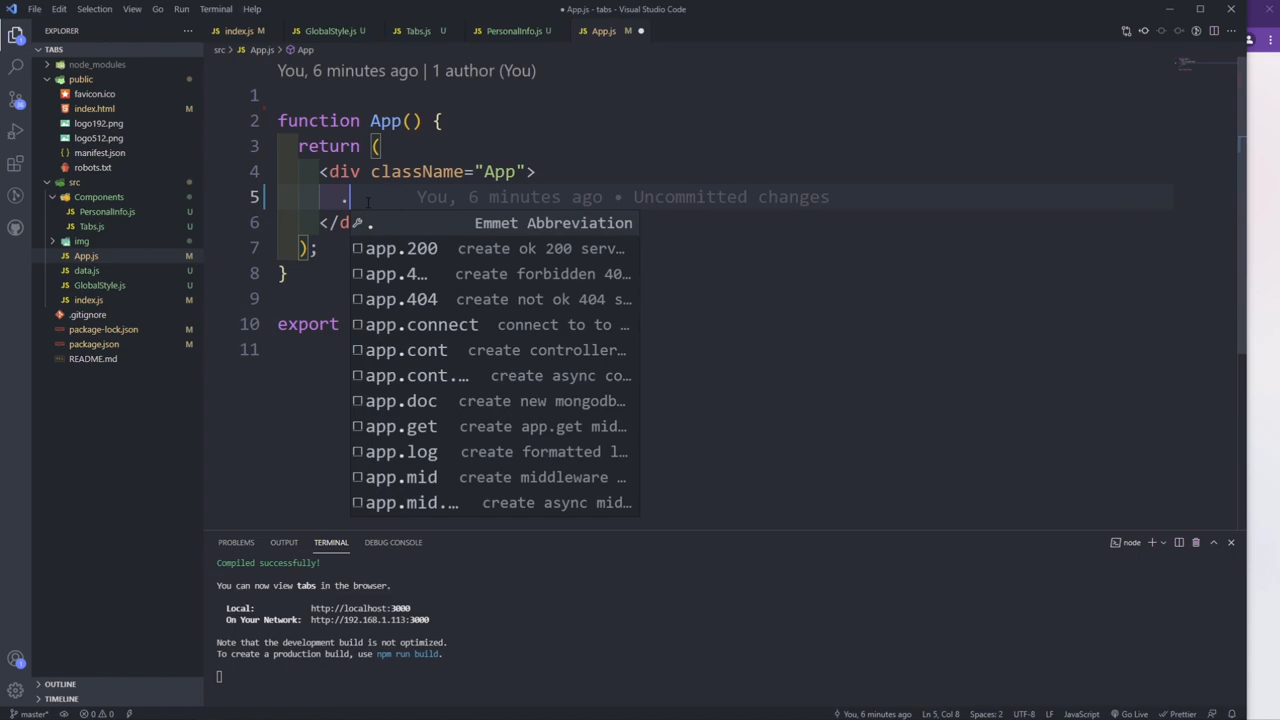 File Edit Selection View Go Run Terminal Help
● App.js - tabs - Visual Studio Code
EXPLORER
TABS
node_modules
public
favicon.ico
index.html M
logo192.png
logo512.png
manifest.json
robots.txt
src
Components
PersonalInfo.js U
Tabs.js U
img
App.js M
data.js U
GlobalStyle.js U
index.js M
.gitignore
package-lock.json M
package.json M
README.md
OUTLINE
TIMELINE
JS index.js M JS GlobalStyle.js U JS Tabs.js U JS PersonalInfo.js U JS App.js M ●
src > JS App.js > App
You, 6 minutes ago | 1 author (You)
1
2 function App() {
3 return (
4 <div className="App">
5 . You, 6 minutes ago • Uncommitted changes
6 </d
7 );
8 }
9
10 export
11
. Emmet Abbreviation
app.200 create ok 200 serv…
app.4… create forbidden 40…
app.404 create not ok 404 s…
app.connect connect to to …
app.cont create controller…
app.cont.… create async co…
app.doc create new mongodb…
app.get create app.get mid…
app.log create formatted l…
app.mid create middleware …
app.mid.… create async mid…
PROBLEMS OUTPUT TERMINAL DEBUG CONSOLE
node
Compiled successfully!
You can now view tabs in the browser.
Local: http://localhost:3000
On Your Network: http://192.168.1.113:3000
Note that the development build is not optimized.
To create a production build, use npm run build.
master* 0 0 You, 6 minutes ago Ln 5, Col 8 Spaces: 2 UTF-8 LF JavaScript Go Live Prettier